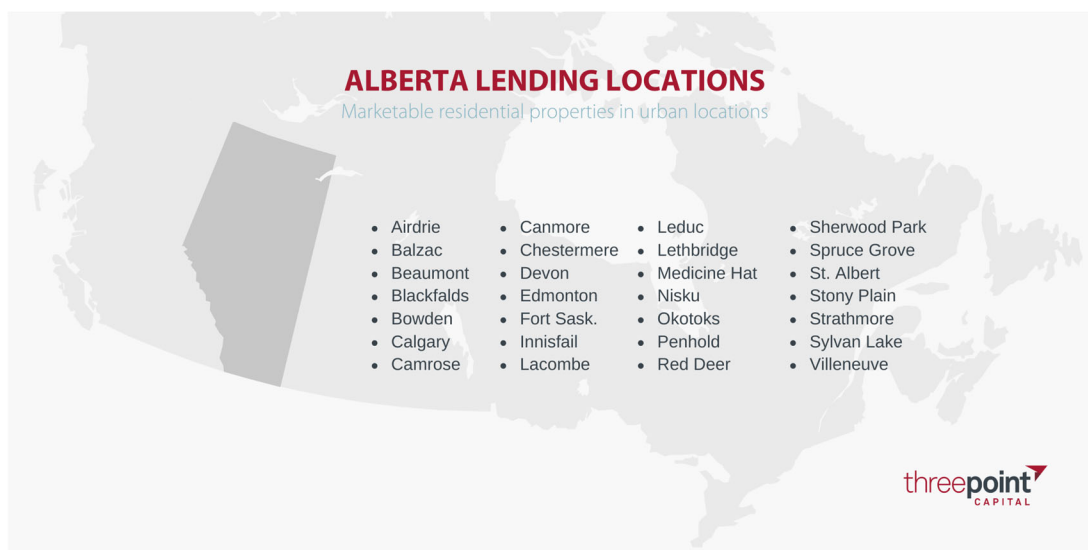 ALBERTA LENDING LOCATIONS
Marketable residential properties in urban locations
• Airdrie
• Balzac
• Beaumont
• Blackfalds
• Bowden
• Calgary
• Camrose
• Canmore
• Chestermere
• Devon
• Edmonton
• Fort Sask.
• Innisfail
• Lacombe
• Leduc
• Lethbridge
• Medicine Hat
• Nisku
• Okotoks
• Penhold
• Red Deer
• Sherwood Park
• Spruce Grove
• St. Albert
• Stony Plain
• Strathmore
• Sylvan Lake
• Villeneuve
threepoint
CAPITAL